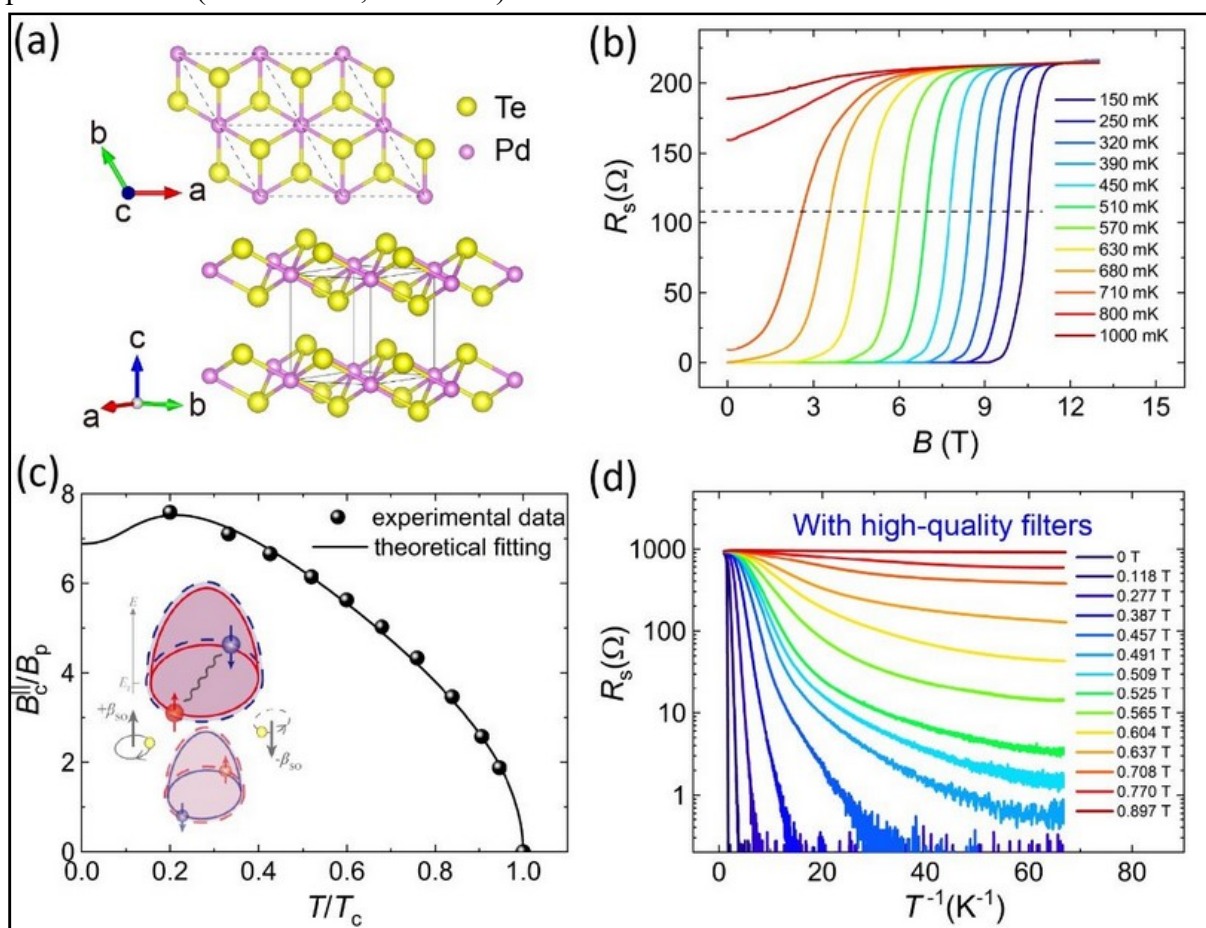 (a)
Te
Pd
b
a
c
c
a
b
(b)
200
150
100
50
0
R_s(Ω)
0 3 6 9 12 15
B (T)
150 mK
250 mK
320 mK
390 mK
450 mK
510 mK
570 mK
630 mK
680 mK
710 mK
800 mK
1000 mK
(c)
8
6
4
2
0
B_c^||/B_p
experimental data
theoretical fitting
E
+β_so
-β_so
0.0 0.2 0.4 0.6 0.8 1.0
T/T_c
(d)
With high-quality filters
1000
100
10
1
R_s(Ω)
0 20 40 60 80
T⁻¹(K⁻¹)
0 T
0.118 T
0.277 T
0.387 T
0.457 T
0.491 T
0.509 T
0.525 T
0.565 T
0.604 T
0.637 T
0.708 T
0.770 T
0.897 T